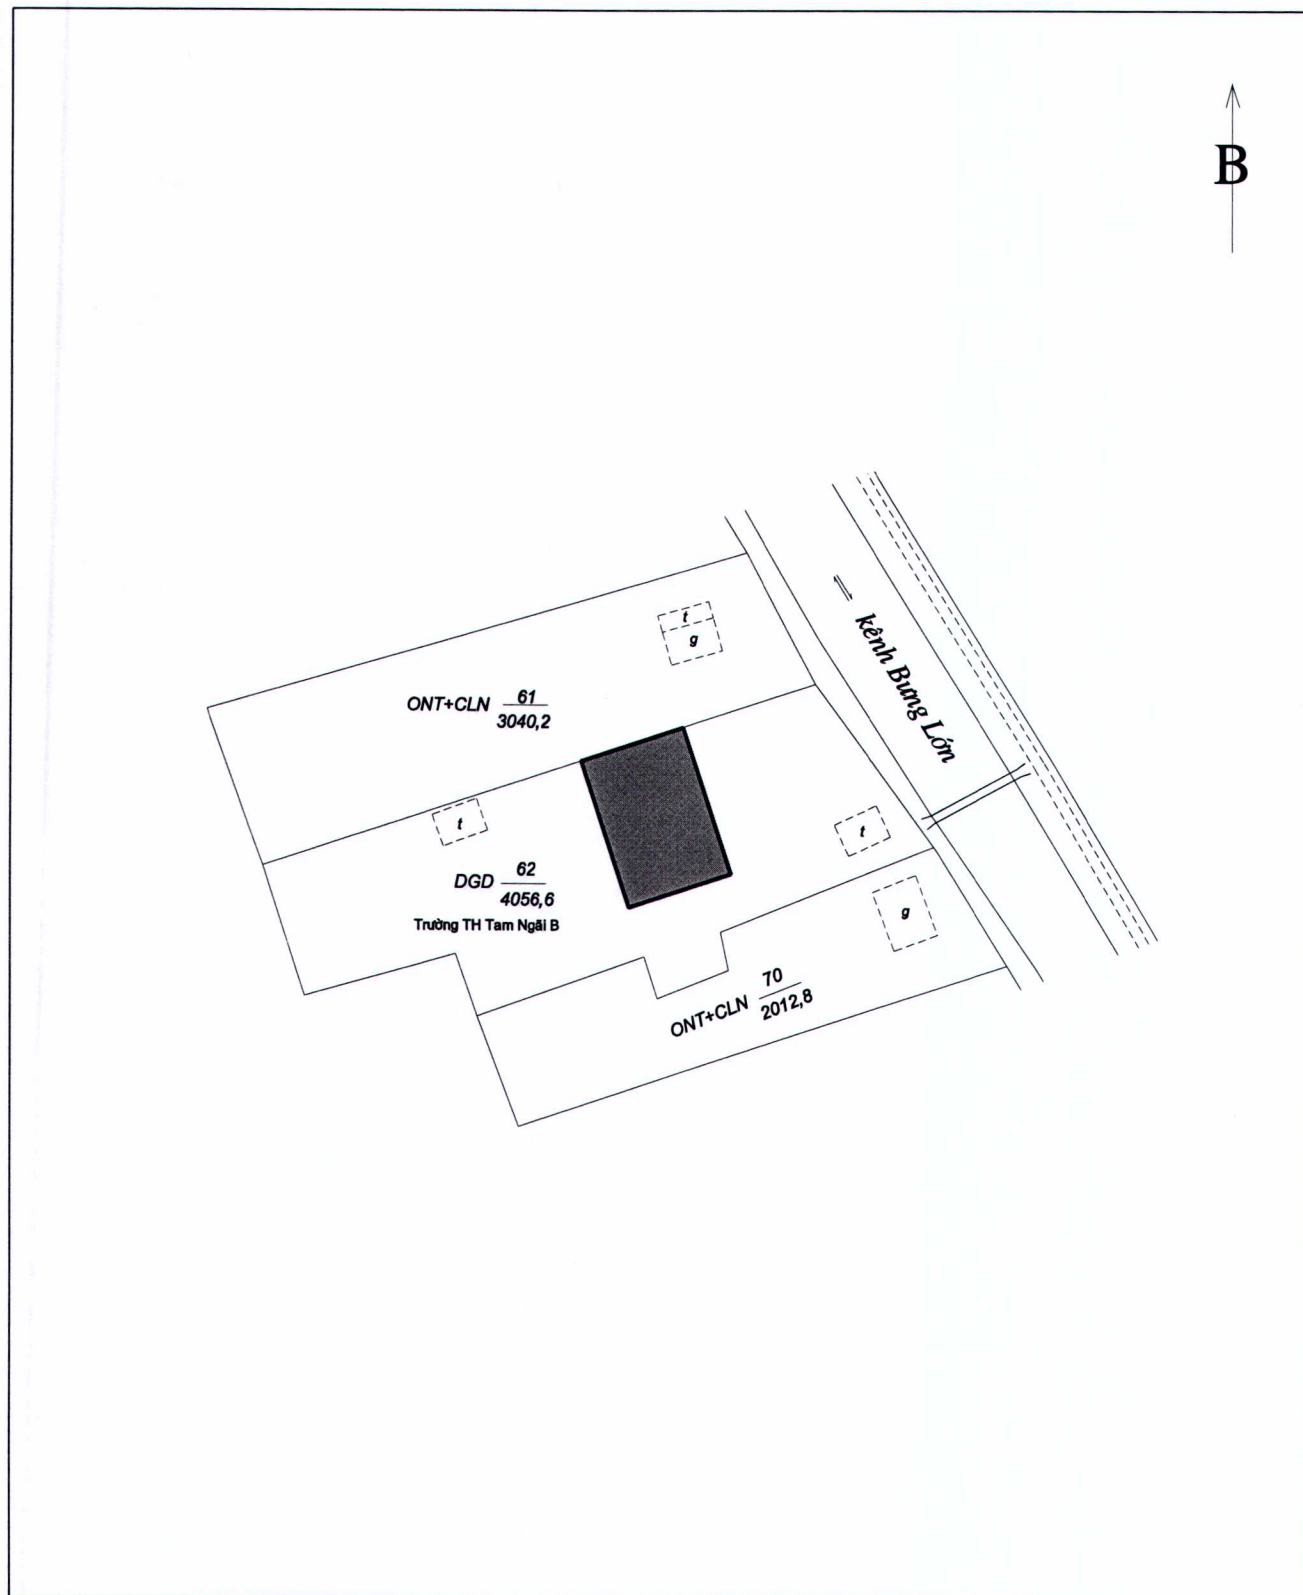 B
t
g
kênh Bưng Lớn
ONT+CLN 61
3040,2
t
t
DGD 62
4056,6
Trường TH Tam Ngãi B
g
ONT+CLN 70
2012,8